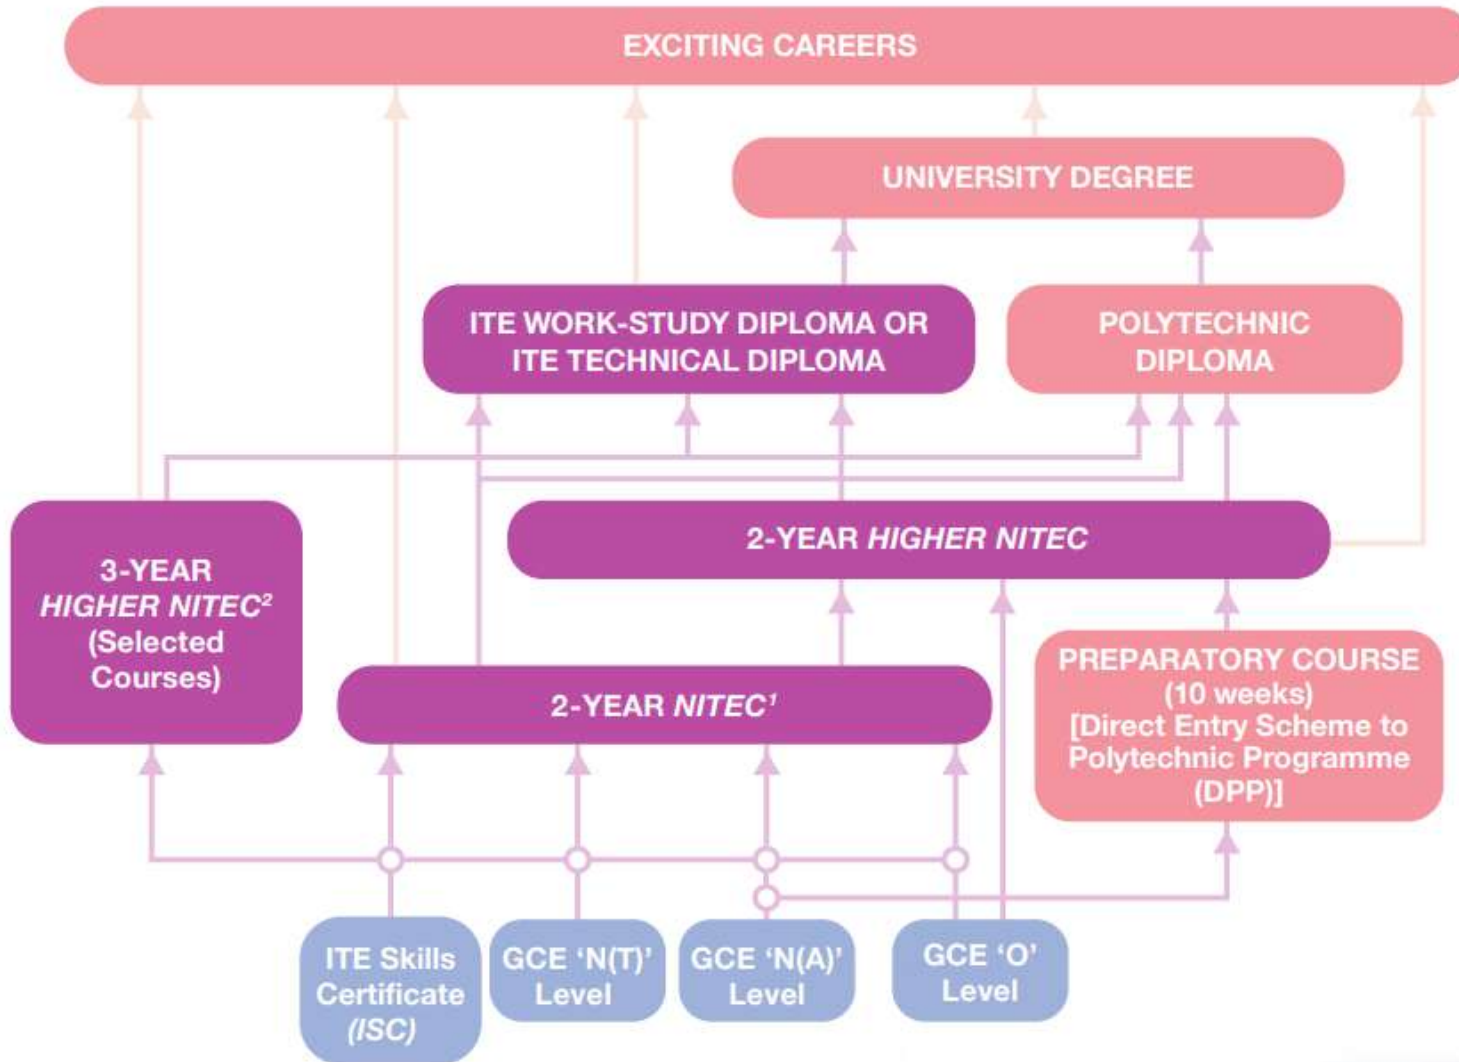 EXCITING CAREERS
UNIVERSITY DEGREE
ITE WORK-STUDY DIPLOMA OR
ITE TECHNICAL DIPLOMA
POLYTECHNIC
DIPLOMA
2-YEAR HIGHER NITEC
3-YEAR
HIGHER NITEC²
(Selected
Courses)
2-YEAR NITEC¹
PREPARATORY COURSE
(10 weeks)
[Direct Entry Scheme to
Polytechnic Programme
(DPP)]
ITE Skills
Certificate
(ISC)
GCE ‘N(T)’
Level
GCE ‘N(A)’
Level
GCE ‘O’
Level